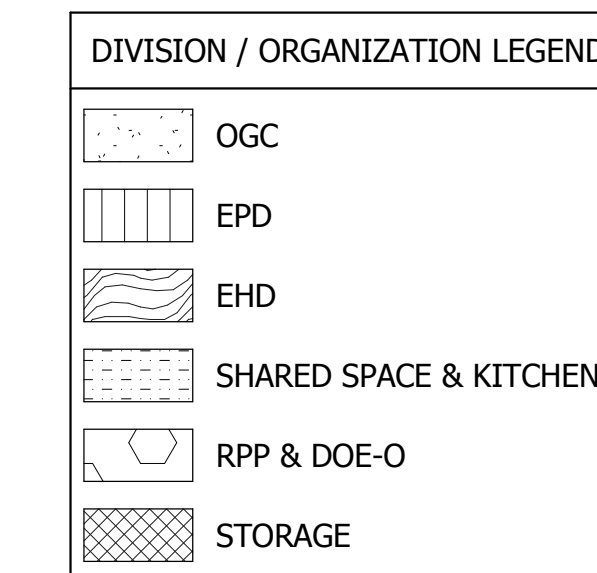 DIVISION / ORGANIZATION LEGEND
OGC
EPD
EHD
SHARED SPACE & KITCHEN
RPP & DOE-O
STORAGE